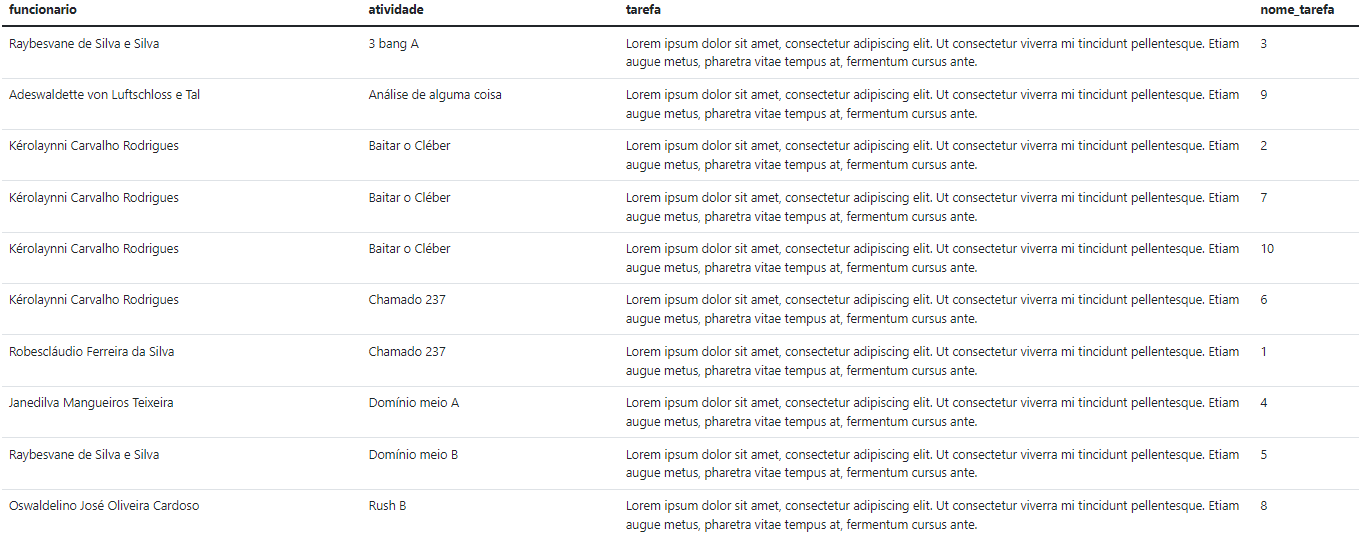 funcionario atividade tarefa nome_tarefa
Raybesvane de Silva e Silva 3 bang A Lorem ipsum dolor sit amet, consectetur adipiscing elit. Ut consectetur viverra mi tincidunt pellentesque. Etiam 3
augue metus, pharetra vitae tempus at, fermentum cursus ante.
Adeswaldette von Luftschloss e Tal Análise de alguma coisa Lorem ipsum dolor sit amet, consectetur adipiscing elit. Ut consectetur viverra mi tincidunt pellentesque. Etiam 9
augue metus, pharetra vitae tempus at, fermentum cursus ante.
Kérolaynni Carvalho Rodrigues Baitar o Cléber Lorem ipsum dolor sit amet, consectetur adipiscing elit. Ut consectetur viverra mi tincidunt pellentesque. Etiam 2
augue metus, pharetra vitae tempus at, fermentum cursus ante.
Kérolaynni Carvalho Rodrigues Baitar o Cléber Lorem ipsum dolor sit amet, consectetur adipiscing elit. Ut consectetur viverra mi tincidunt pellentesque. Etiam 7
augue metus, pharetra vitae tempus at, fermentum cursus ante.
Kérolaynni Carvalho Rodrigues Baitar o Cléber Lorem ipsum dolor sit amet, consectetur adipiscing elit. Ut consectetur viverra mi tincidunt pellentesque. Etiam 10
augue metus, pharetra vitae tempus at, fermentum cursus ante.
Kérolaynni Carvalho Rodrigues Chamado 237 Lorem ipsum dolor sit amet, consectetur adipiscing elit. Ut consectetur viverra mi tincidunt pellentesque. Etiam 6
augue metus, pharetra vitae tempus at, fermentum cursus ante.
Robescláudio Ferreira da Silva Chamado 237 Lorem ipsum dolor sit amet, consectetur adipiscing elit. Ut consectetur viverra mi tincidunt pellentesque. Etiam 1
augue metus, pharetra vitae tempus at, fermentum cursus ante.
Janedilva Mangueiros Teixeira Domínio meio A Lorem ipsum dolor sit amet, consectetur adipiscing elit. Ut consectetur viverra mi tincidunt pellentesque. Etiam 4
augue metus, pharetra vitae tempus at, fermentum cursus ante.
Raybesvane de Silva e Silva Domínio meio B Lorem ipsum dolor sit amet, consectetur adipiscing elit. Ut consectetur viverra mi tincidunt pellentesque. Etiam 5
augue metus, pharetra vitae tempus at, fermentum cursus ante.
Oswaldelino José Oliveira Cardoso Rush B Lorem ipsum dolor sit amet, consectetur adipiscing elit. Ut consectetur viverra mi tincidunt pellentesque. Etiam 8
augue metus, pharetra vitae tempus at, fermentum cursus ante.